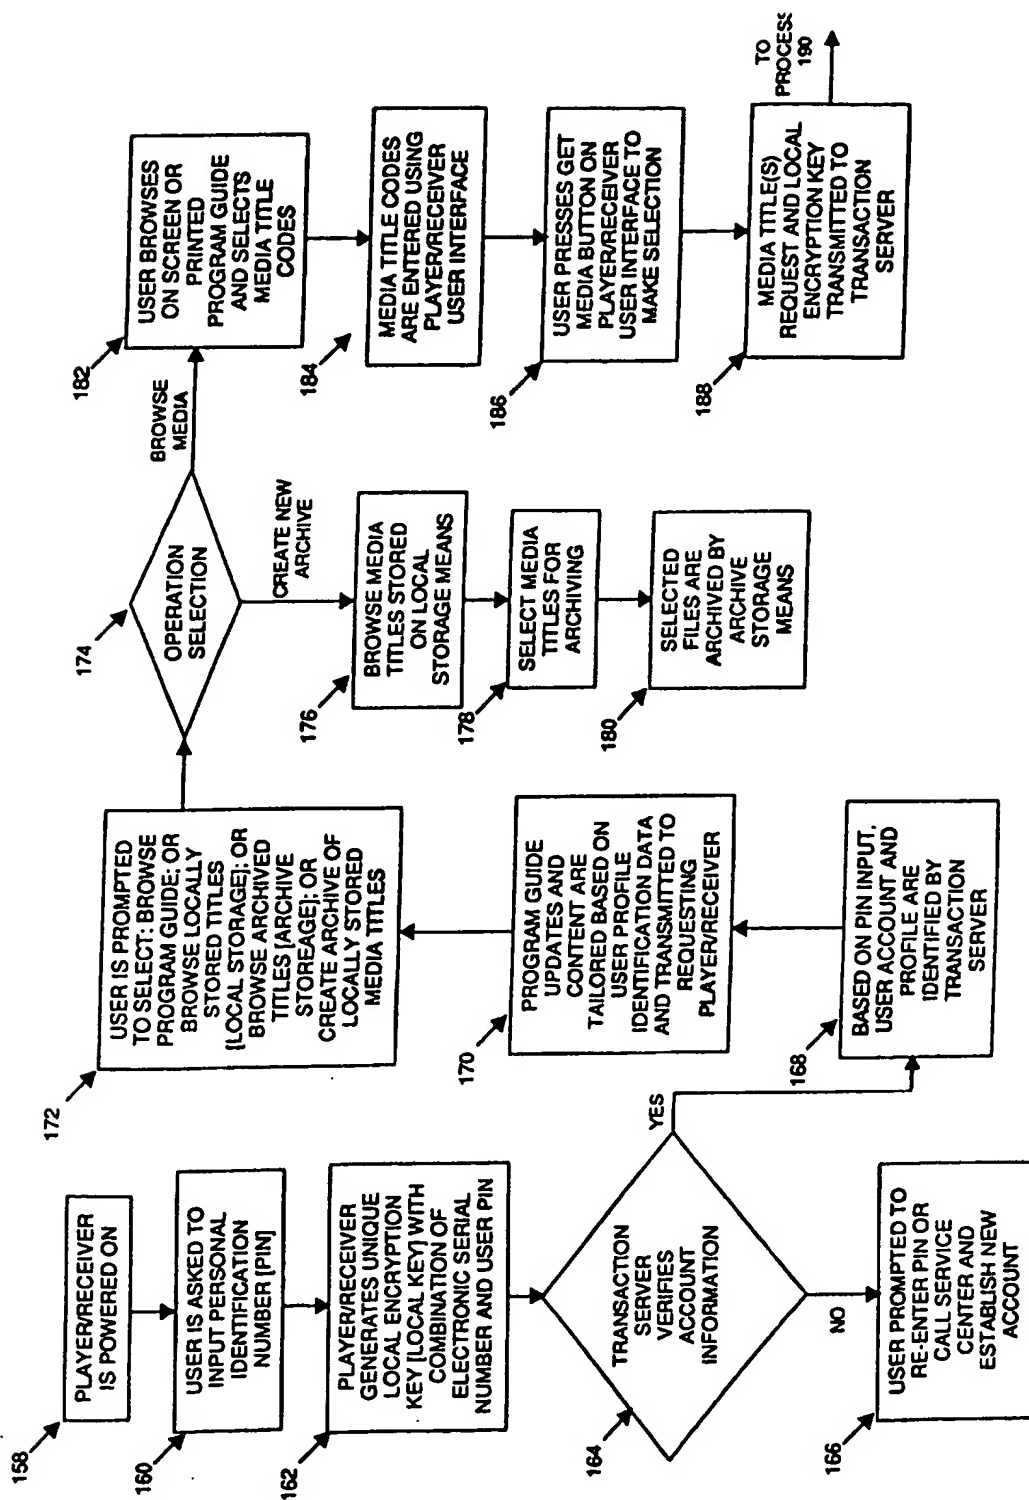 158
PLAYER/RECEIVER
IS POWERED ON
160
USER IS ASKED TO
INPUT PERSONAL
IDENTIFICATION
NUMBER [PIN]
162
PLAYER/RECEIVER
GENERATES UNIQUE
LOCAL ENCRYPTION
KEY [LOCAL KEY] WITH
COMBINATION OF
ELECTRONIC SERIAL
NUMBER AND USER PIN
164
TRANSACTION
SERVER
VERIFIES
ACCOUNT
INFORMATION
YES
NO
166
USER PROMPTED TO
RE-ENTER PIN OR
CALL SERVICE
CENTER AND
ESTABLISH NEW
ACCOUNT
168
BASED ON PIN INPUT,
USER ACCOUNT AND
PROFILE ARE
IDENTIFIED BY
TRANSACTION
SERVER
170
PROGRAM GUIDE
UPDATES AND
CONTENT ARE
TAILORED BASED ON
USER PROFILE
IDENTIFICATION DATA
AND TRANSMITTED TO
REQUESTING
PLAYER/RECEIVER
172
USER IS PROMPTED
TO SELECT: BROWSE
PROGRAM GUIDE; OR
BROWSE LOCALLY
STORED TITLES
[LOCAL STORAGE]; OR
BROWSE ARCHIVED
TITLES [ARCHIVE
STOREAGE]; OR
CREATE ARCHIVE OF
LOCALLY STORED
MEDIA TITLES
174
OPERATION
SELECTION
BROWSE
MEDIA
CREATE NEW
ARCHIVE
176
BROWSE MEDIA
TITLES STORED
ON LOCAL
STORAGE MEANS
178
SELECT MEDIA
TITLES FOR
ARCHIVING
180
SELECTED
FILES ARE
ARCHIVED BY
ARCHIVE
STORAGE
MEANS
182
USER BROWSES
ON SCREEN OR
PRINTED
PROGRAM GUIDE
AND SELECTS
MEDIA TITLE
CODES
184
MEDIA TITLE CODES
ARE ENTERED USING
PLAYER/RECEIVER
USER INTERFACE
186
USER PRESSES GET
MEDIA BUTTON ON
PLAYER/RECEIVER
USER INTERFACE TO
MAKE SELECTION
188
MEDIA TITLE(S)
REQUEST AND LOCAL
ENCRYPTION KEY
TRANSMITTED TO
TRANSACTION
SERVER
TO
PROCESS
190